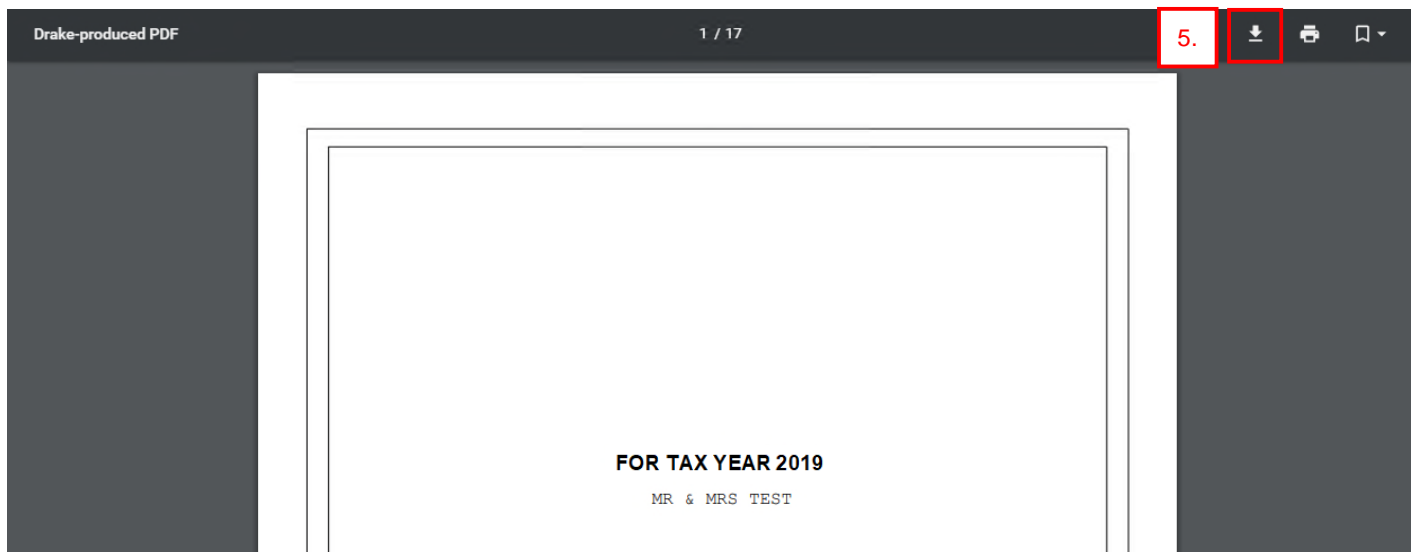 Drake-produced PDF 1 / 17 5.
FOR TAX YEAR 2019
MR & MRS TEST